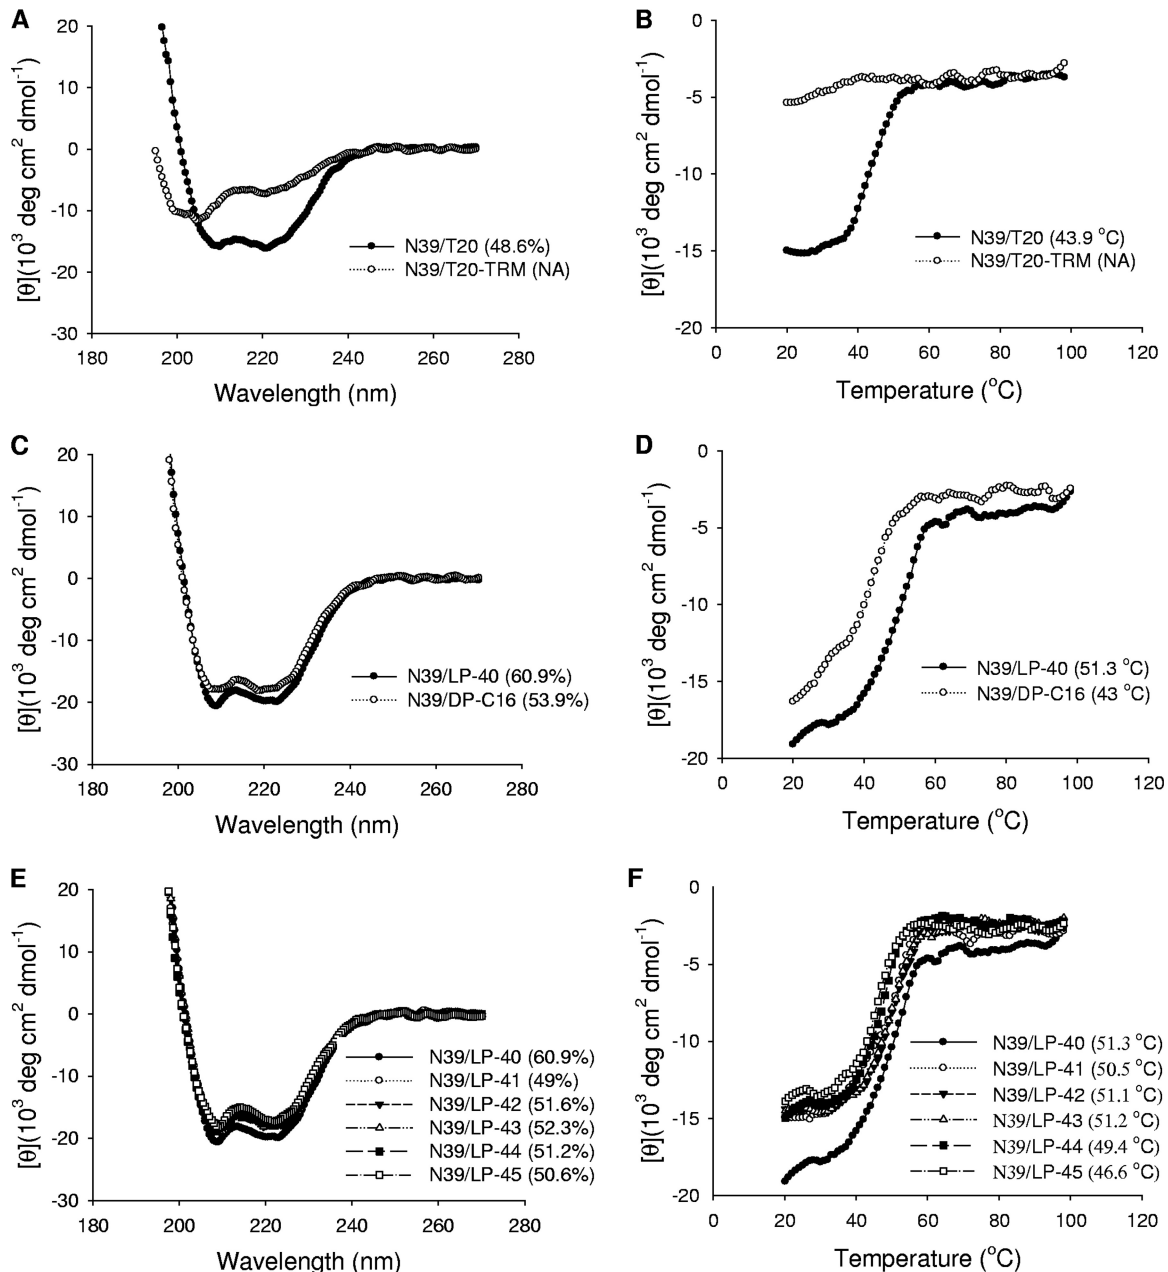 A
20
10
0
-10
-20
-30
[θ](10³ deg cm² dmol⁻¹)
N39/T20 (48.6%)
N39/T20-TRM (NA)
180 200 220 240 260 280
Wavelength (nm)
B
0
-5
-10
-15
-20
[θ](10³ deg cm² dmol⁻¹)
N39/T20 (43.9 °C)
N39/T20-TRM (NA)
0 20 40 60 80 100 120
Temperature (°C)
C
20
10
0
-10
-20
-30
[θ](10³ deg cm² dmol⁻¹)
N39/LP-40 (60.9%)
N39/DP-C16 (53.9%)
180 200 220 240 260 280
Wavelength (nm)
D
0
-5
-10
-15
-20
[θ](10³ deg cm² dmol⁻¹)
N39/LP-40 (51.3 °C)
N39/DP-C16 (43 °C)
0 20 40 60 80 100 120
Temperature (°C)
E
20
10
0
-10
-20
-30
[θ](10³ deg cm² dmol⁻¹)
N39/LP-40 (60.9%)
N39/LP-41 (49%)
N39/LP-42 (51.6%)
N39/LP-43 (52.3%)
N39/LP-44 (51.2%)
N39/LP-45 (50.6%)
180 200 220 240 260 280
Wavelength (nm)
F
0
-5
-10
-15
-20
[θ](10³ deg cm² dmol⁻¹)
N39/LP-40 (51.3 °C)
N39/LP-41 (50.5 °C)
N39/LP-42 (51.1 °C)
N39/LP-43 (51.2 °C)
N39/LP-44 (49.4 °C)
N39/LP-45 (46.6 °C)
0 20 40 60 80 100 120
Temperature (°C)